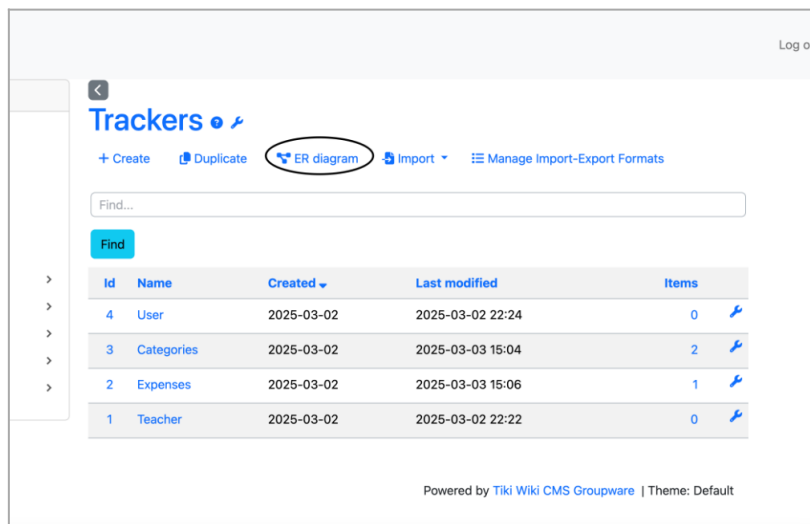 Log o
Trackers
+ Create Duplicate ER diagram Import Manage Import-Export Formats
Find...
Find
Id Name Created Last modified Items
4 User 2025-03-02 2025-03-02 22:24 0
3 Categories 2025-03-02 2025-03-03 15:04 2
2 Expenses 2025-03-02 2025-03-03 15:06 1
1 Teacher 2025-03-02 2025-03-02 22:22 0
Powered by Tiki Wiki CMS Groupware | Theme: Default